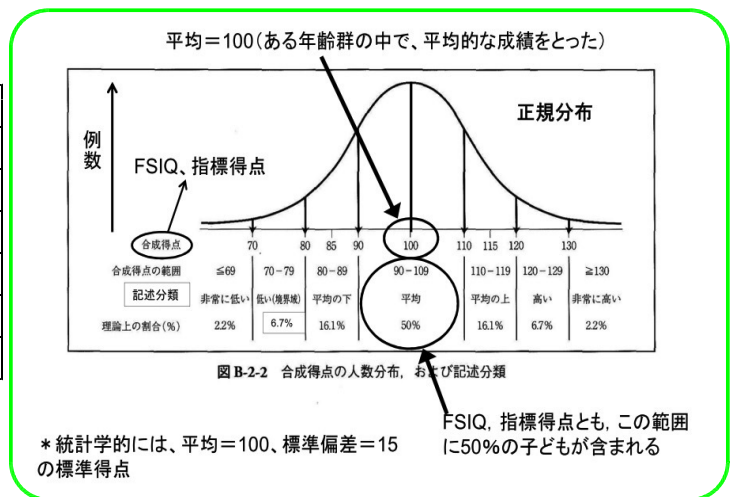 平均=100(ある年齢群の中で、平均的な成績をとった)
正規分布
例数
FSIQ、指標得点
合成得点
70 80 85 90 100 110 115 120 130
合成得点の範囲 ≦69 70-79 80-89 90-109 110-119 120-129 ≧130
記述分類 非常に低い 低い(境界域) 平均の下 平均 平均の上 高い 非常に高い
理論上の割合(%) 2.2% 6.7% 16.1% 50% 16.1% 6.7% 2.2%
図 B-2-2 合成得点の人数分布, および記述分類
FSIQ, 指標得点とも, この範囲
に50%の子どもが含まれる
*統計学的には、平均=100、標準偏差=15
の標準得点